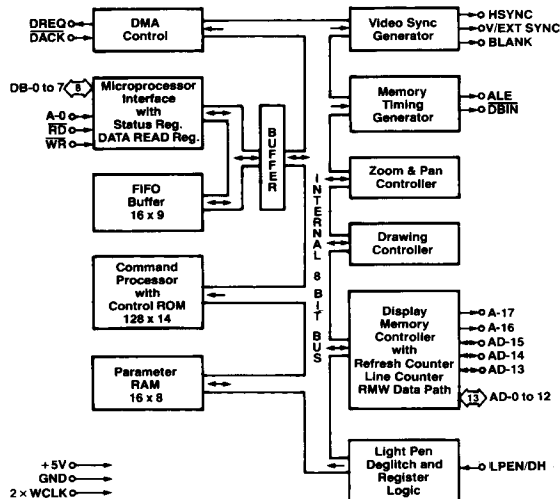 DREQ
DACK
DMA
Control
DB-0 to 7
8
A-0
RD
WR
Microprocessor
Interface
with
Status Reg.
DATA READ Reg.
FIFO
Buffer
16 x 9
BUFFER
Command
Processor
with
Control ROM
128 x 14
Parameter
RAM
16 x 8
+5V
GND
2 × WCLK
INTERNAL 8 BIT BUS
Video Sync
Generator
HSYNC
V/EXT SYNC
BLANK
Memory
Timing
Generator
ALE
DBIN
Zoom & Pan
Controller
Drawing
Controller
Display
Memory
Controller
with
Refresh Counter
Line Counter
RMW Data Path
A-17
A-16
AD-15
AD-14
AD-13
13
AD-0 to 12
Light Pen
Deglitch and
Register
Logic
LPEN/DH